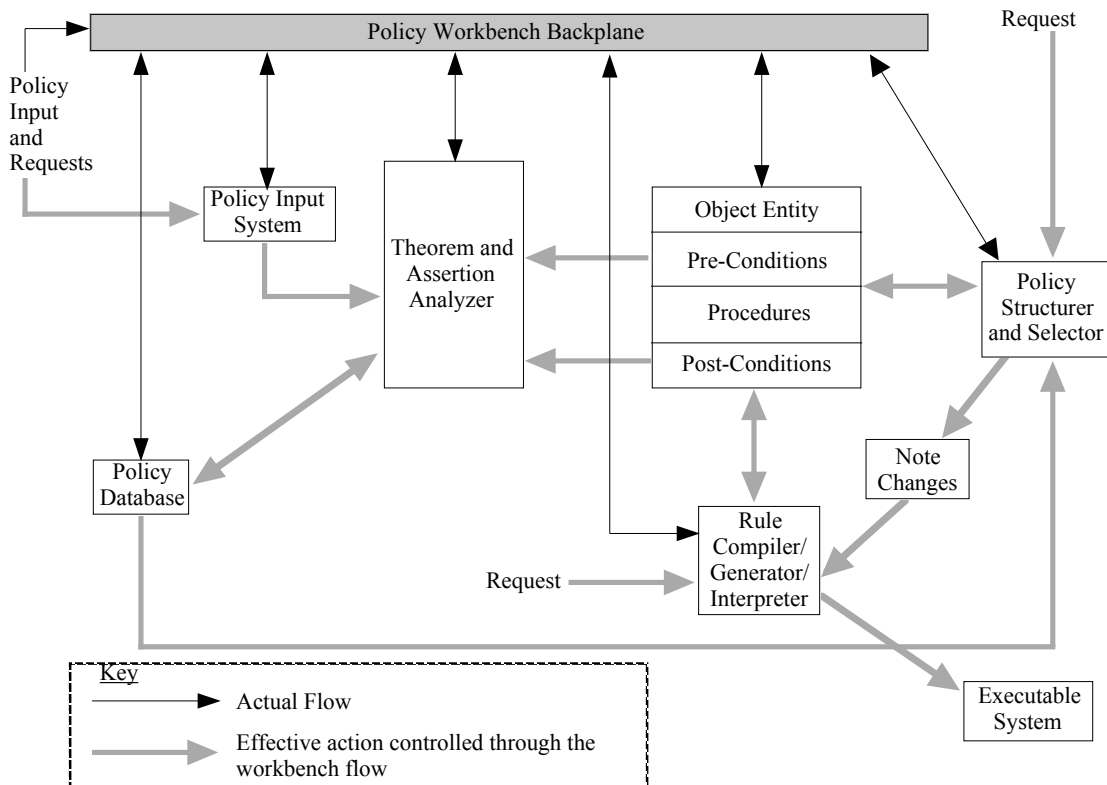 Policy Workbench Backplane
Request
Policy
Input
and
Requests
Policy Input
System
Theorem and
Assertion
Analyzer
Object Entity
Pre-Conditions
Procedures
Post-Conditions
Policy
Structurer
and Selector
Policy
Database
Note
Changes
Rule
Compiler/
Generator/
Interpreter
Request
Executable
System
Key
Actual Flow
Effective action controlled through the
workbench flow